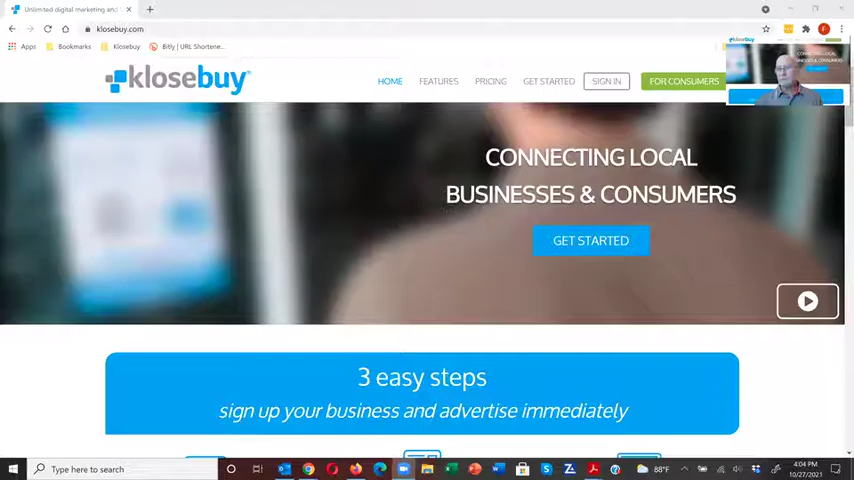 Unlimited digital marketing and
klosebuy.com
F
Apps
Bookmarks
Klosebuy
Bitly | URL Shortene...
klosebuy®
HOME
FEATURES
PRICING
GET STARTED
SIGN IN
FOR CONSUMERS
CONNECTING LOCAL
BUSINESSES & CONSUMERS
GET STARTED
3 easy steps
sign up your business and advertise immediately
Type here to search
88°F
4:04 PM
10/27/2021